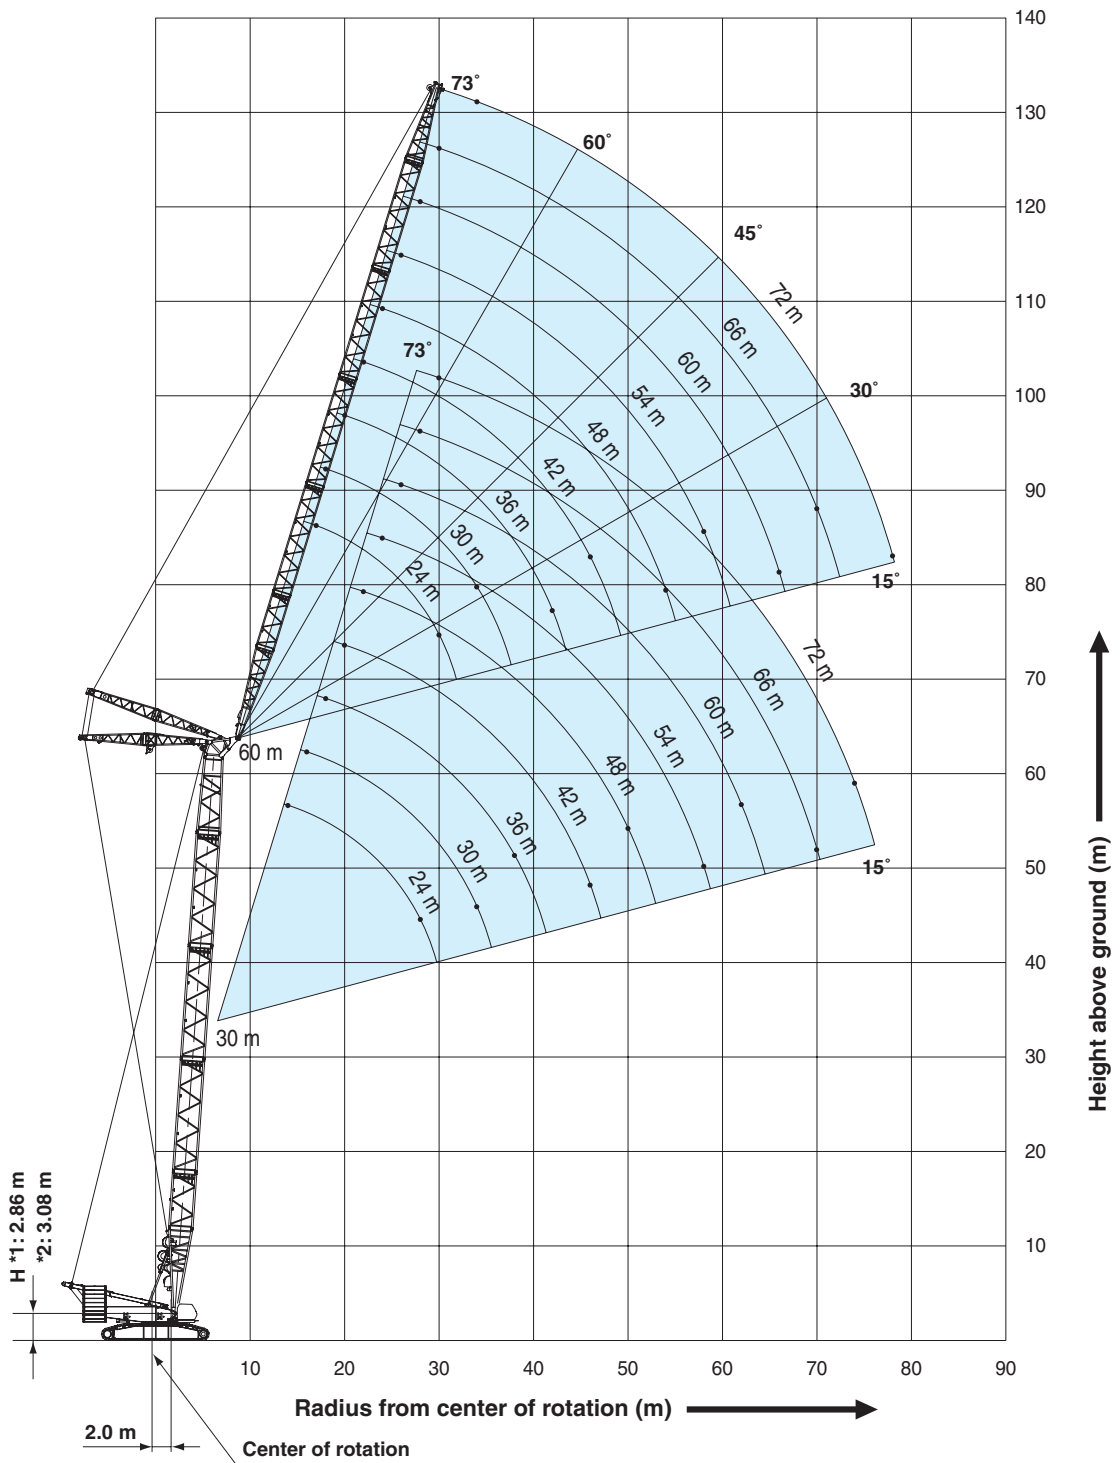 140
73°
130
60°
120
45°
72 m
110
66 m
73°
60 m
30°
100
54 m
48 m
42 m
90
36 m
30 m
24 m
15°
80
70
72 m
66 m
60 m
60 m
54 m
60
48 m
42 m
36 m
30 m
15°
50
24 m
40
30 m
30
20
10
Height above ground (m)
H *1: 2.86 m
*2: 3.08 m
10 20 30 40 50 60 70 80 90
Radius from center of rotation (m)
2.0 m
Center of rotation